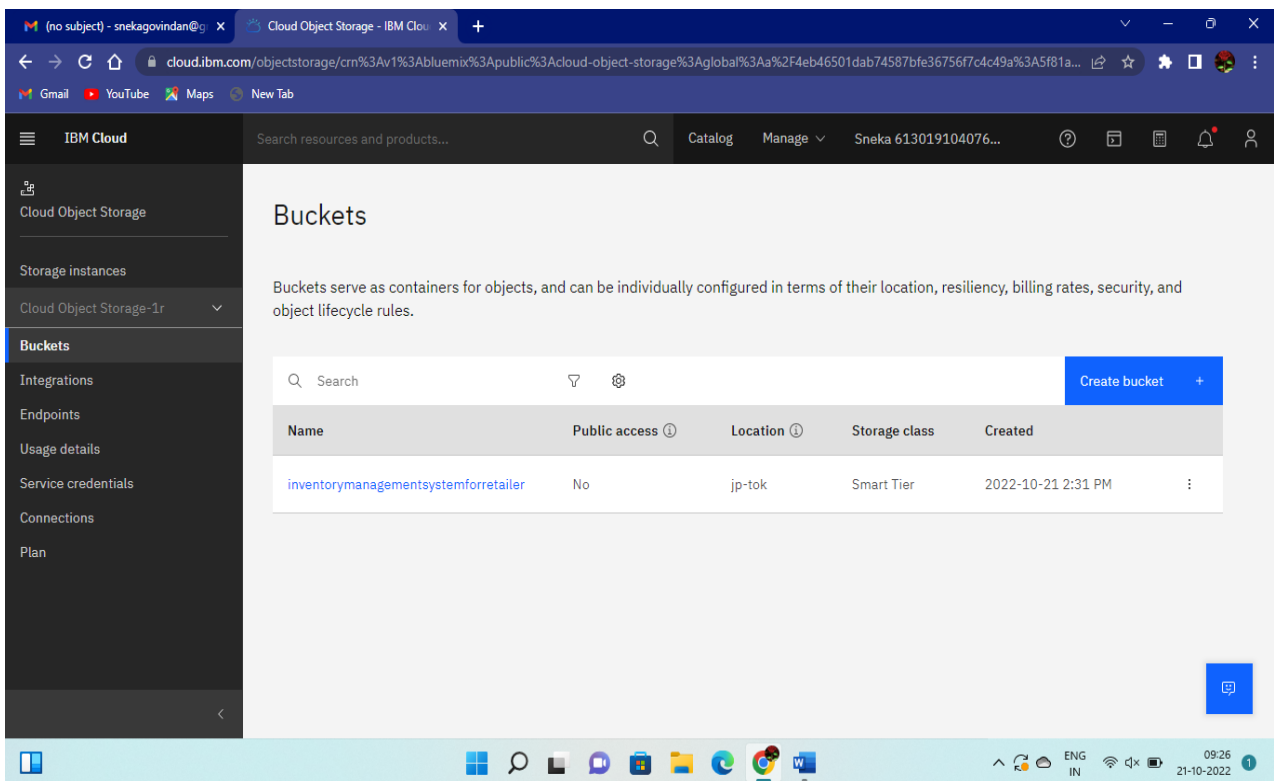 (no subject) - snekagovindan@g
Cloud Object Storage - IBM Clou
cloud.ibm.com/objectstorage/crn%3Av1%3Abluemix%3Apublic%3Acloud-object-storage%3Aglobal%3Aa%2F4eb46501dab74587bfe36756f7c4c49a%3A5f81a...
Gmail YouTube Maps New Tab
IBM Cloud Search resources and products... Catalog Manage Sneka 613019104076...
Cloud Object Storage
Storage instances
Cloud Object Storage-1r
Buckets
Integrations
Endpoints
Usage details
Service credentials
Connections
Plan
Buckets
Buckets serve as containers for objects, and can be individually configured in terms of their location, resiliency, billing rates, security, and
object lifecycle rules.
Search Create bucket +
Name Public access Location Storage class Created
inventorymanagementsystemforretailer No jp-tok Smart Tier 2022-10-21 2:31 PM
ENG 09:26
IN 21-10-2022 1